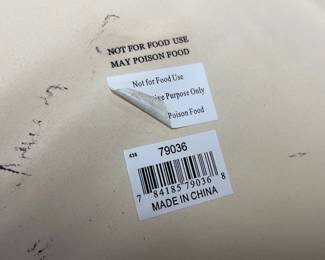 NOT FOR FOOD USE
MAY POISON FOOD
Not for Food Use
Purpose Only
Poison Food
438 79036
7 84185 79036 8
MADE IN CHINA